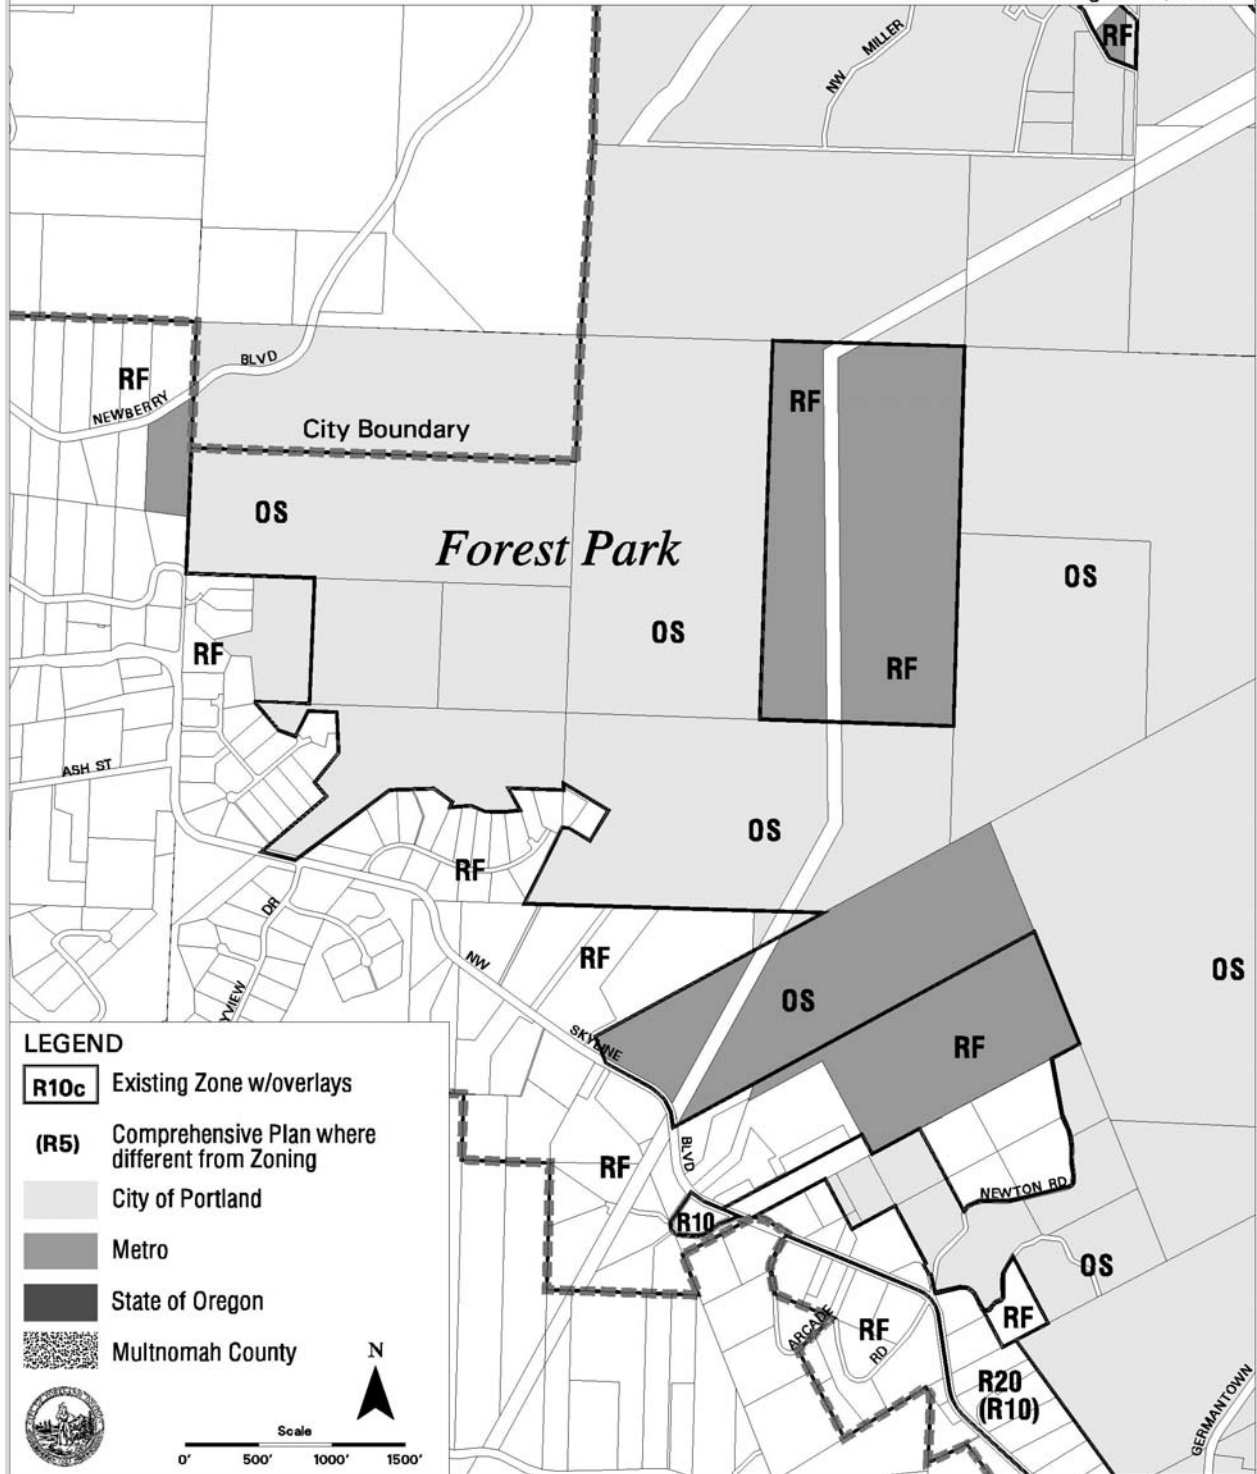 RF
NW MILLER
RF
BLVD
NEWBERRY
RF
City Boundary
OS
Forest Park
OS
OS
RF
RF
RF
ASH ST
OS
RF
DR
NW
RF
OS
OS
YVIEW
SKYLINE
RF
LEGEND
R10c Existing Zone w/overlays
(R5) Comprehensive Plan where
different from Zoning
City of Portland
Metro
State of Oregon
Multnomah County
N
Scale
0' 500' 1000' 1500'
BLVD
RF
R10
NEWTON RD
OS
RF
ARCADE
RF
RD
R20
(R10)
GERMANTOWN